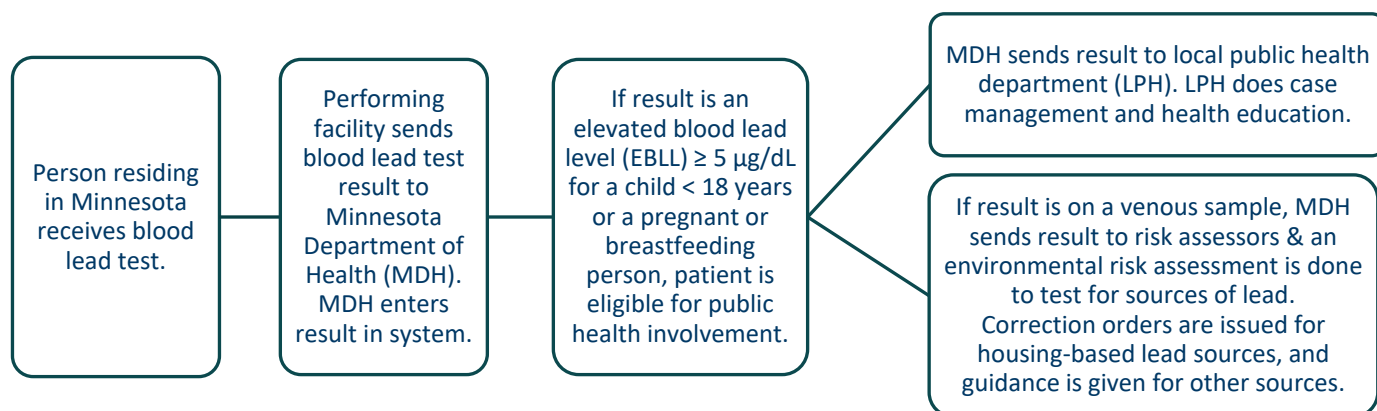 Person residing
in Minnesota
receives blood
lead test.
Performing
facility sends
blood lead test
result to
Minnesota
Department of
Health (MDH).
MDH enters
result in system.
If result is an
elevated blood lead
level (EBLL) ≥ 5 µg/dL
for a child < 18 years
or a pregnant or
breastfeeding
person, patient is
eligible for public
health involvement.
MDH sends result to local public health
department (LPH). LPH does case
management and health education.
If result is on a venous sample, MDH
sends result to risk assessors & an
environmental risk assessment is done
to test for sources of lead.
Correction orders are issued for
housing-based lead sources, and
guidance is given for other sources.